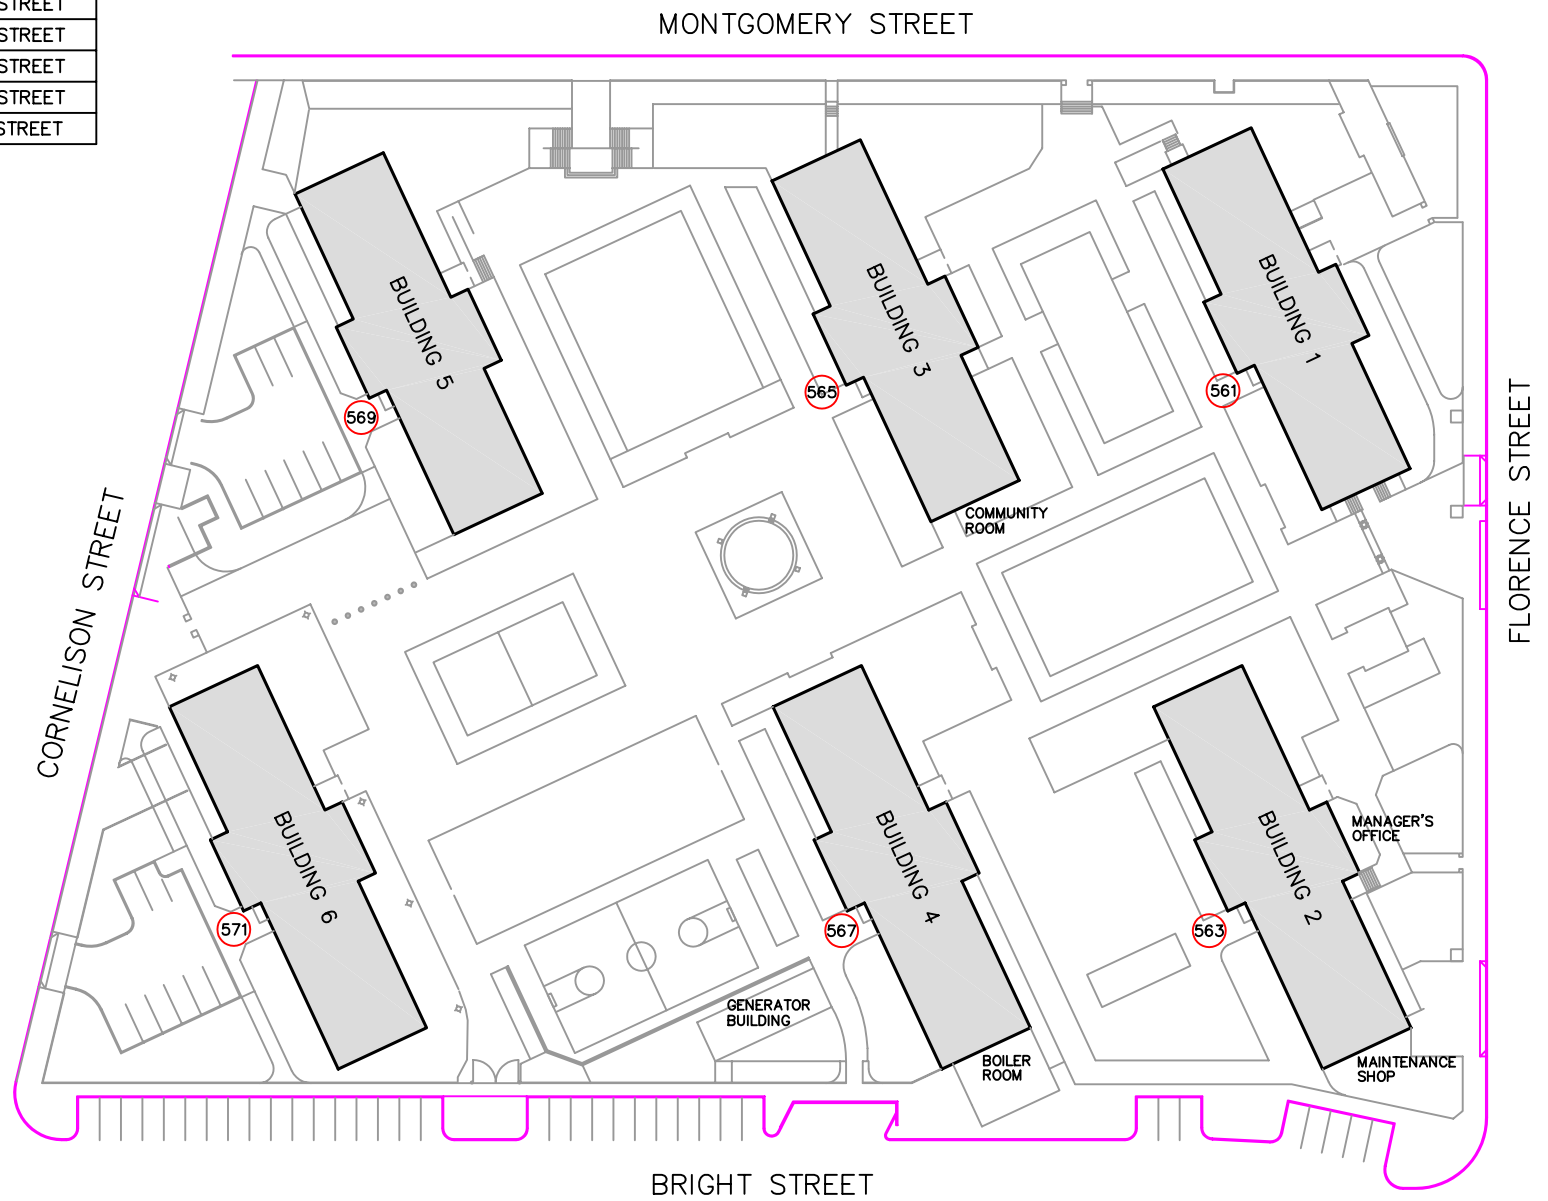 STREET
STREET
STREET
STREET
STREET
MONTGOMERY STREET
BUILDING 5
BUILDING 3
BUILDING 1
569
565
561
COMMUNITY
ROOM
CORNELISON STREET
FLORENCE STREET
BUILDING 6
BUILDING 4
BUILDING 2
MANAGER'S
OFFICE
571
567
563
GENERATOR
BUILDING
BOILER
ROOM
MAINTENANCE
SHOP
BRIGHT STREET